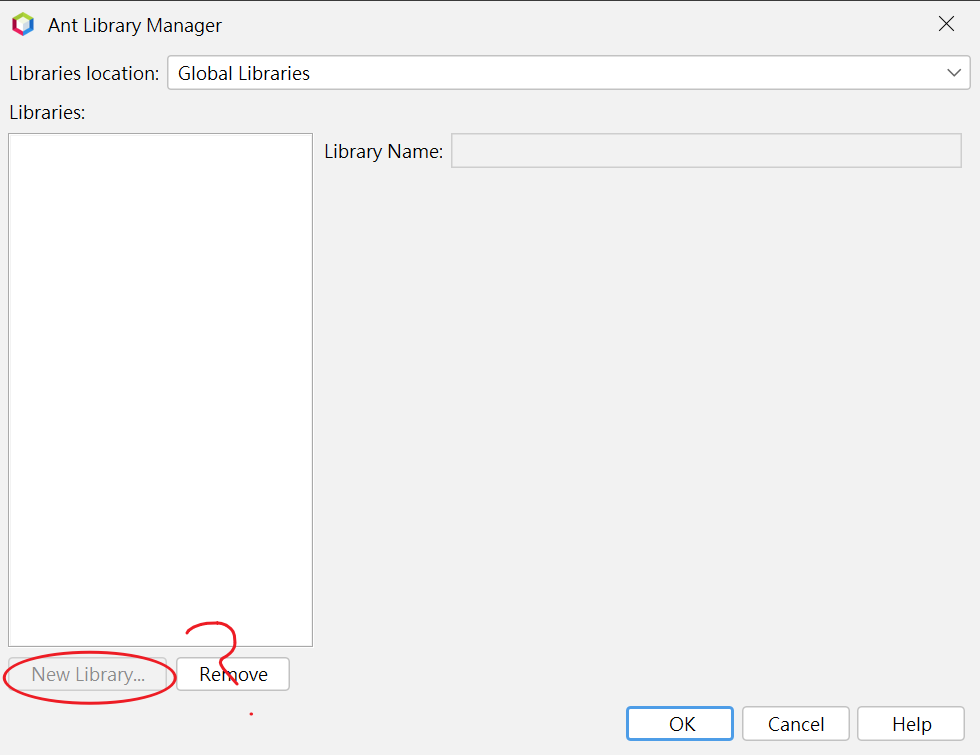 Ant Library Manager
Libraries location: Global Libraries
Libraries:
Library Name:
New Library... Remove
?
OK Cancel Help